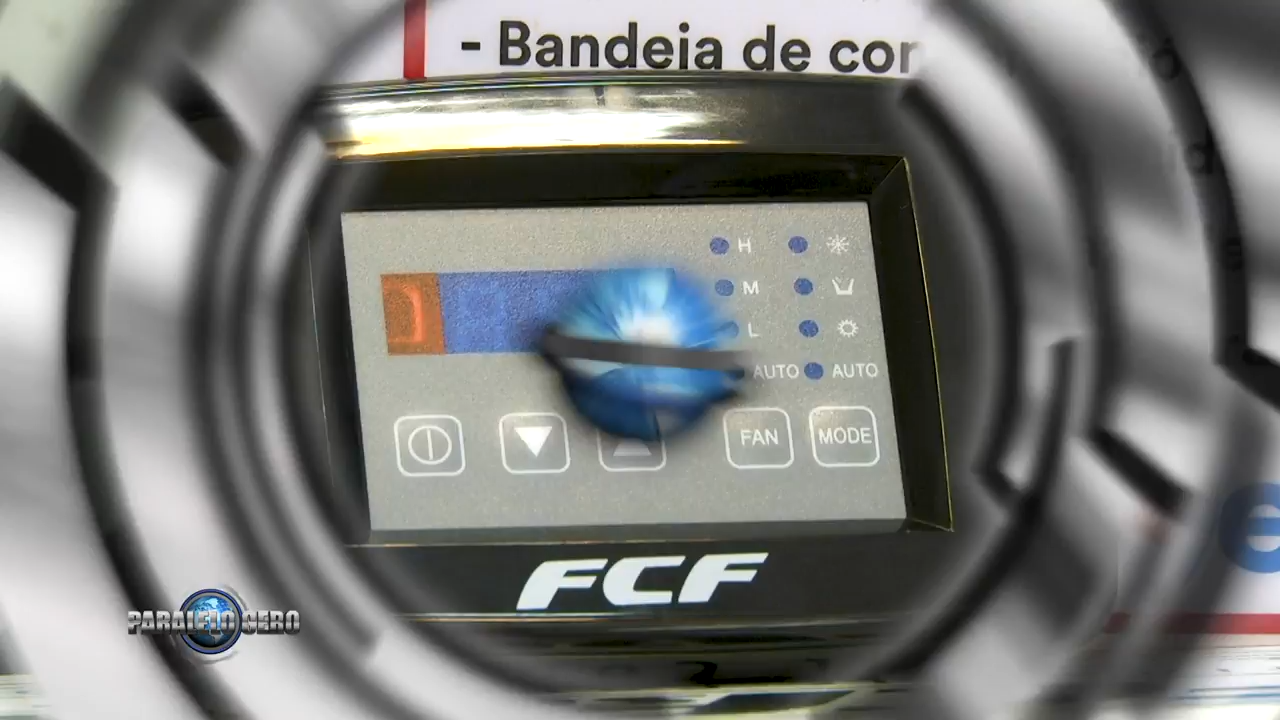 - Bandeia de cor
H
M
L
AUTO AUTO
FAN MODE
FCF
PARALELO CERO